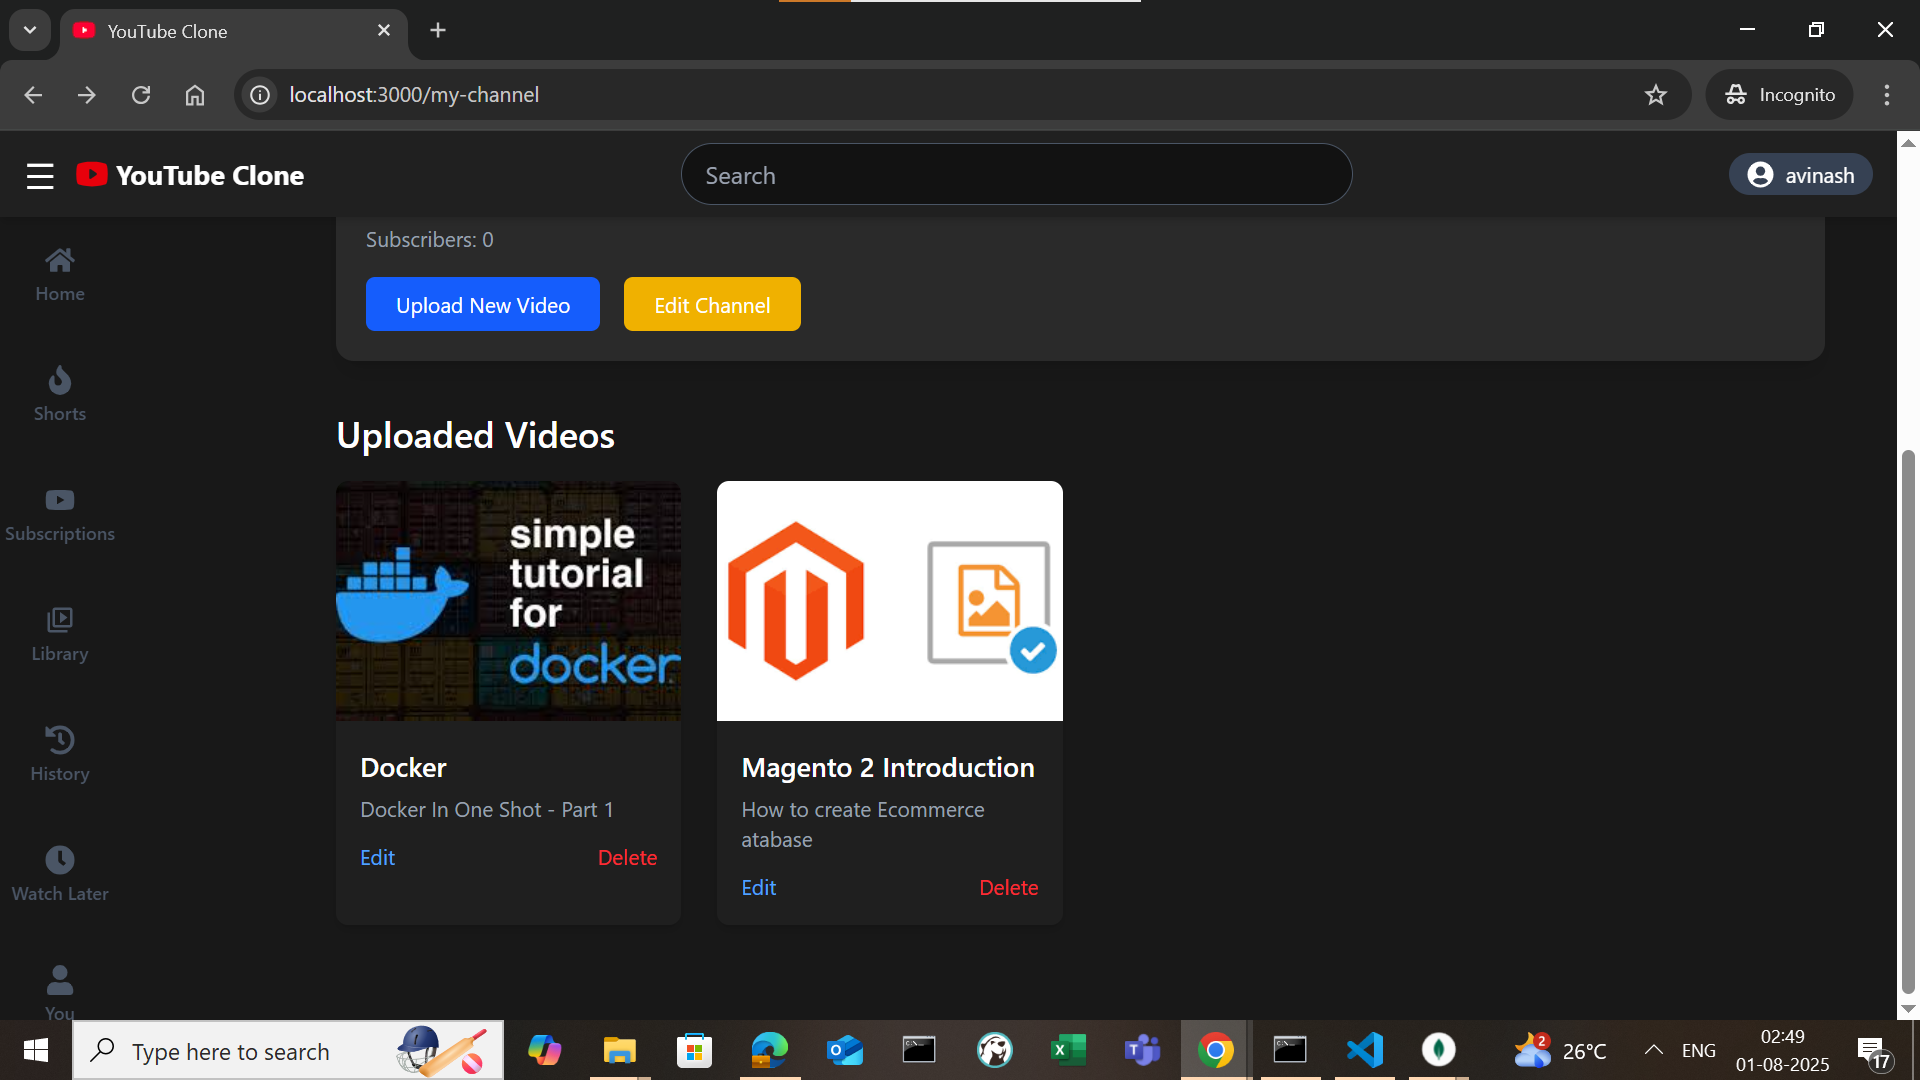 YouTube Clone
localhost:3000/my-channel
Incognito
YouTube Clone
Search
avinash
Subscribers: 0
Upload New Video
Edit Channel
Home
Shorts
Subscriptions
Library
History
Watch Later
You
Uploaded Videos
simple
tutorial
for
docker
Docker
Docker In One Shot - Part 1
Edit
Delete
Magento 2 Introduction
How to create Ecommerce
atabase
Edit
Delete
Type here to search
2
26°C
ENG
02:49
01-08-2025
17